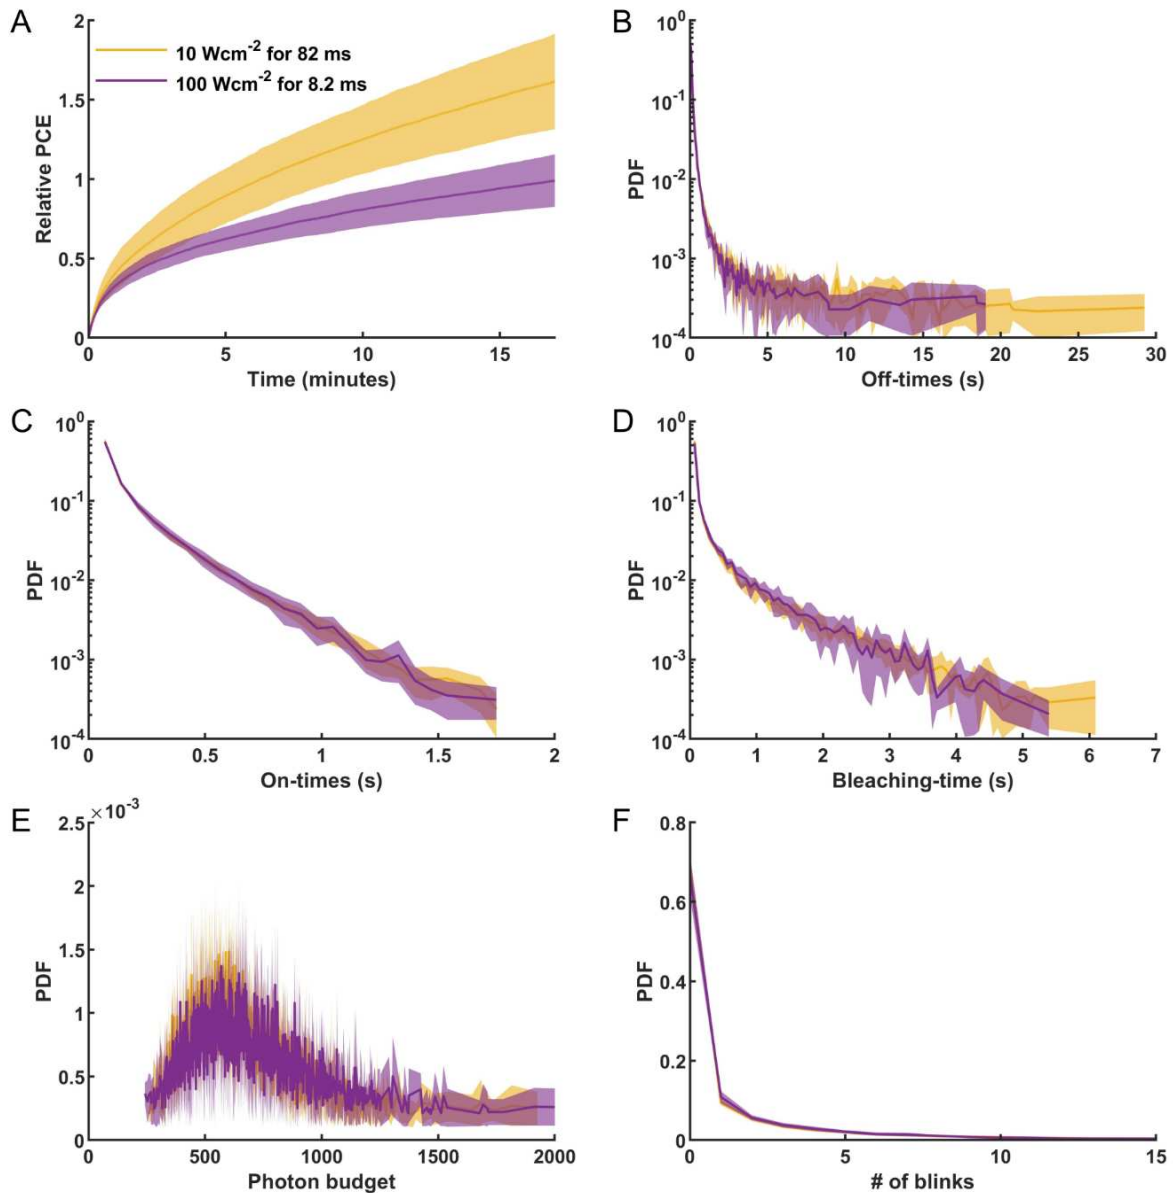 A
2
1.5
1
0.5
0
Relative PCE
10 Wcm-2 for 82 ms
100 Wcm-2 for 8.2 ms
0 5 10 15
Time (minutes)
B
10^0
10^-1
10^-2
10^-3
10^-4
PDF
0 5 10 15 20 25 30
Off-times (s)
C
10^0
10^-1
10^-2
10^-3
10^-4
PDF
0 0.5 1 1.5 2
On-times (s)
D
10^0
10^-1
10^-2
10^-3
10^-4
PDF
0 1 2 3 4 5 6 7
Bleaching-time (s)
E
×10^-3
2.5
2
1.5
1
0.5
0
PDF
0 500 1000 1500 2000
Photon budget
F
0.8
0.6
0.4
0.2
0
PDF
0 5 10 15
# of blinks